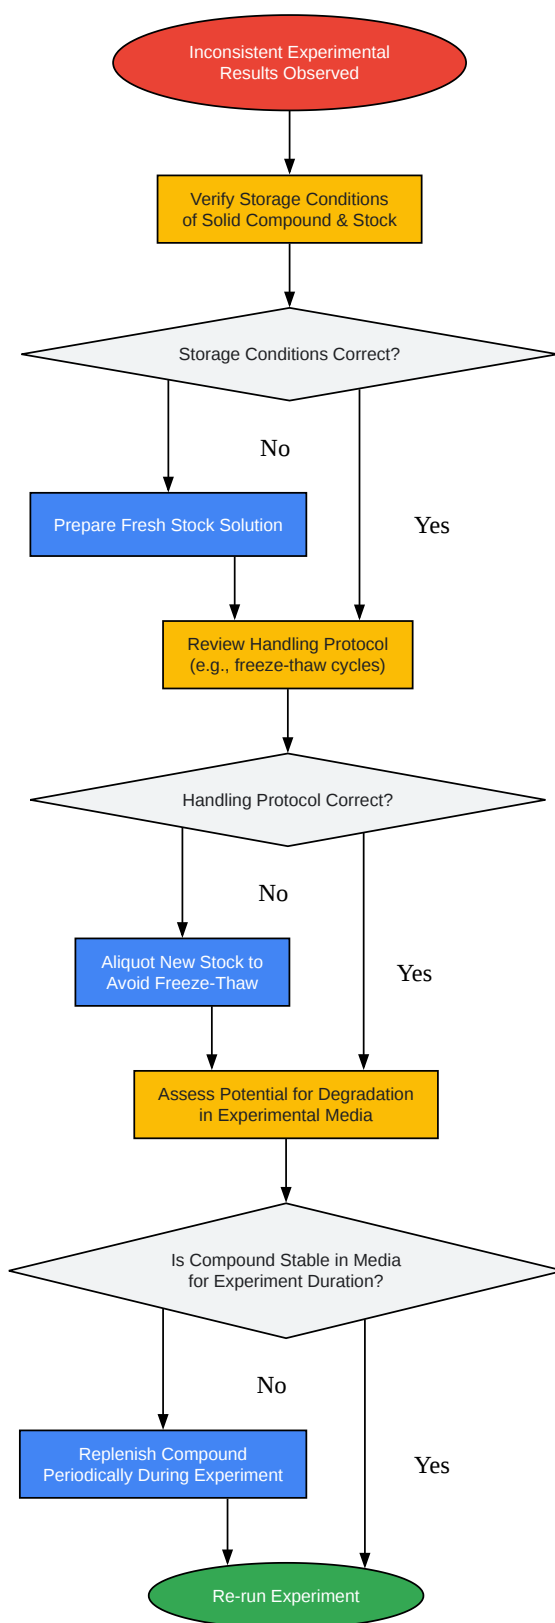 Inconsistent Experimental
Results Observed
Verify Storage Conditions
of Solid Compound & Stock
Storage Conditions Correct?
No
Prepare Fresh Stock Solution
Yes
Review Handling Protocol
(e.g., freeze-thaw cycles)
Handling Protocol Correct?
No
Aliquot New Stock to
Avoid Freeze-Thaw
Yes
Assess Potential for Degradation
in Experimental Media
Is Compound Stable in Media
for Experiment Duration?
No
Replenish Compound
Periodically During Experiment
Yes
Re-run Experiment